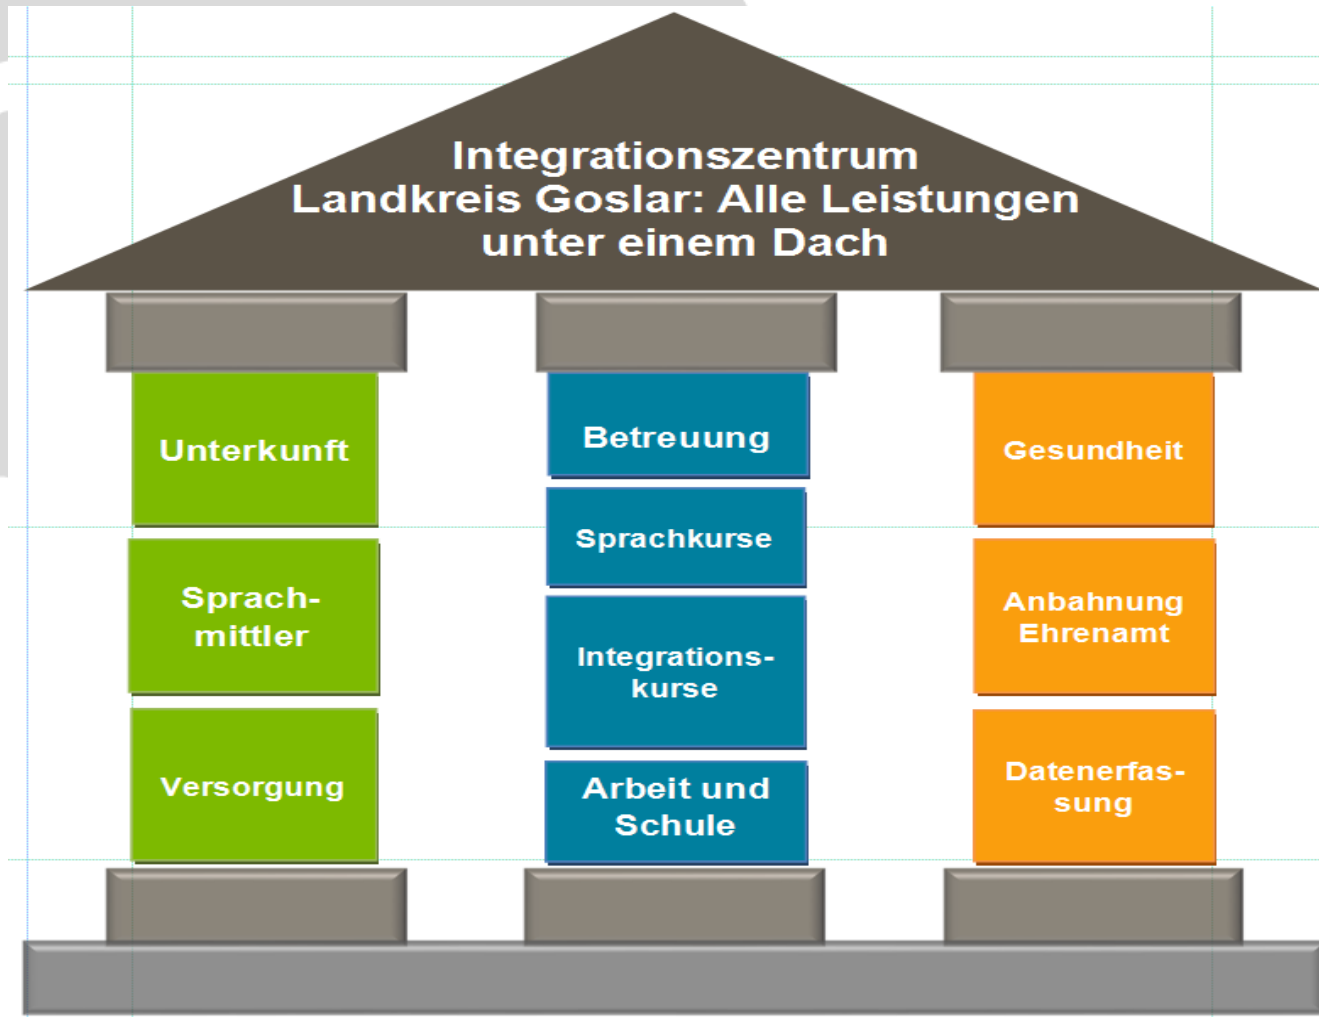 Integrationszentrum
Landkreis Goslar: Alle Leistungen
unter einem Dach
Unterkunft
Sprach-
mittler
Versorgung
Betreuung
Sprachkurse
Integrations-
kurse
Arbeit und
Schule
Gesundheit
Anbahnung
Ehrenamt
Datenerfas-
sung